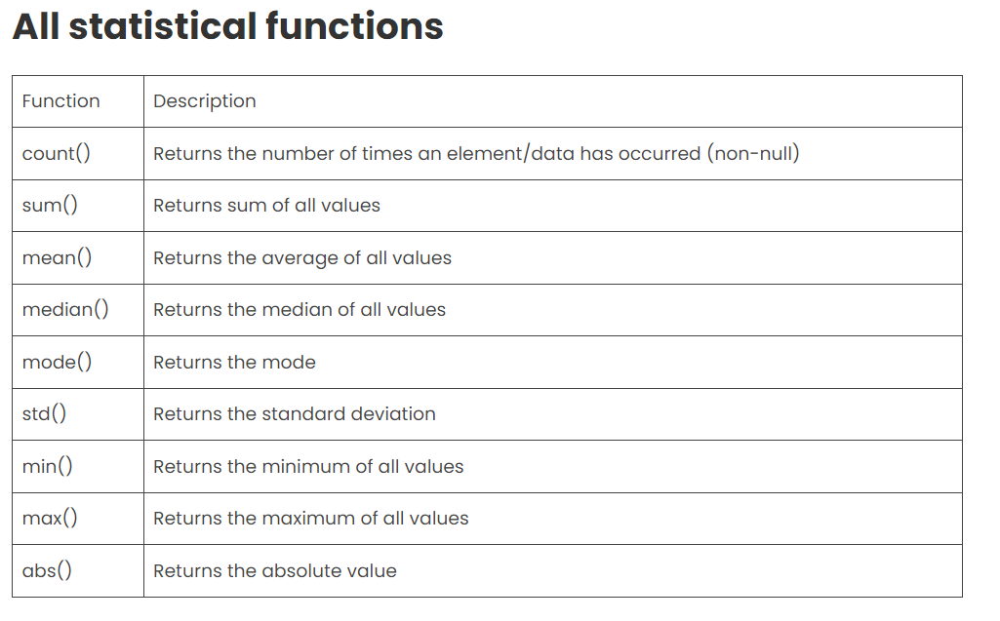 All statistical functions
Function Description
count() Returns the number of times an element/data has occurred (non-null)
sum() Returns sum of all values
mean() Returns the average of all values
median() Returns the median of all values
mode() Returns the mode
std() Returns the standard deviation
min() Returns the minimum of all values
max() Returns the maximum of all values
abs() Returns the absolute value